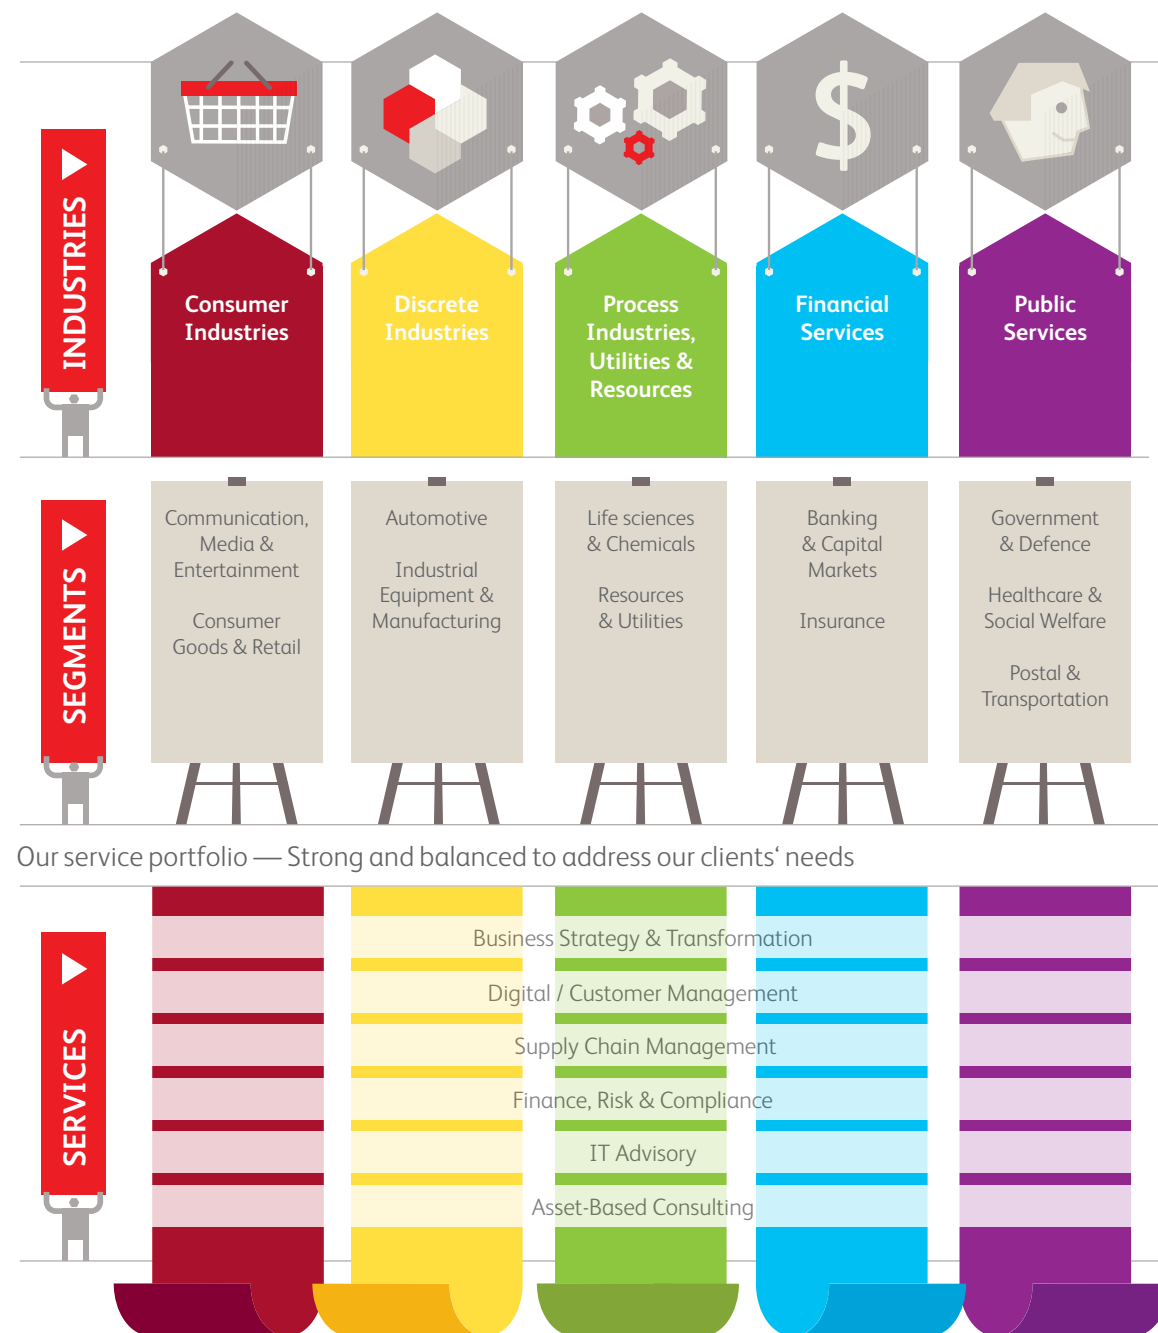 INDUSTRIES
Consumer
Industries
Discrete
Industries
Process
Industries,
Utilities &
Resources
Financial
Services
Public
Services
SEGMENTS
Communication,
Media &
Entertainment
Consumer
Goods & Retail
Automotive
Industrial
Equipment &
Manufacturing
Life sciences
& Chemicals
Resources
& Utilities
Banking
& Capital
Markets
Insurance
Government
& Defence
Healthcare &
Social Welfare
Postal &
Transportation
Our service portfolio — Strong and balanced to address our clients‘ needs
SERVICES
Business Strategy & Transformation
Digital / Customer Management
Supply Chain Management
Finance, Risk & Compliance
IT Advisory
Asset-Based Consulting